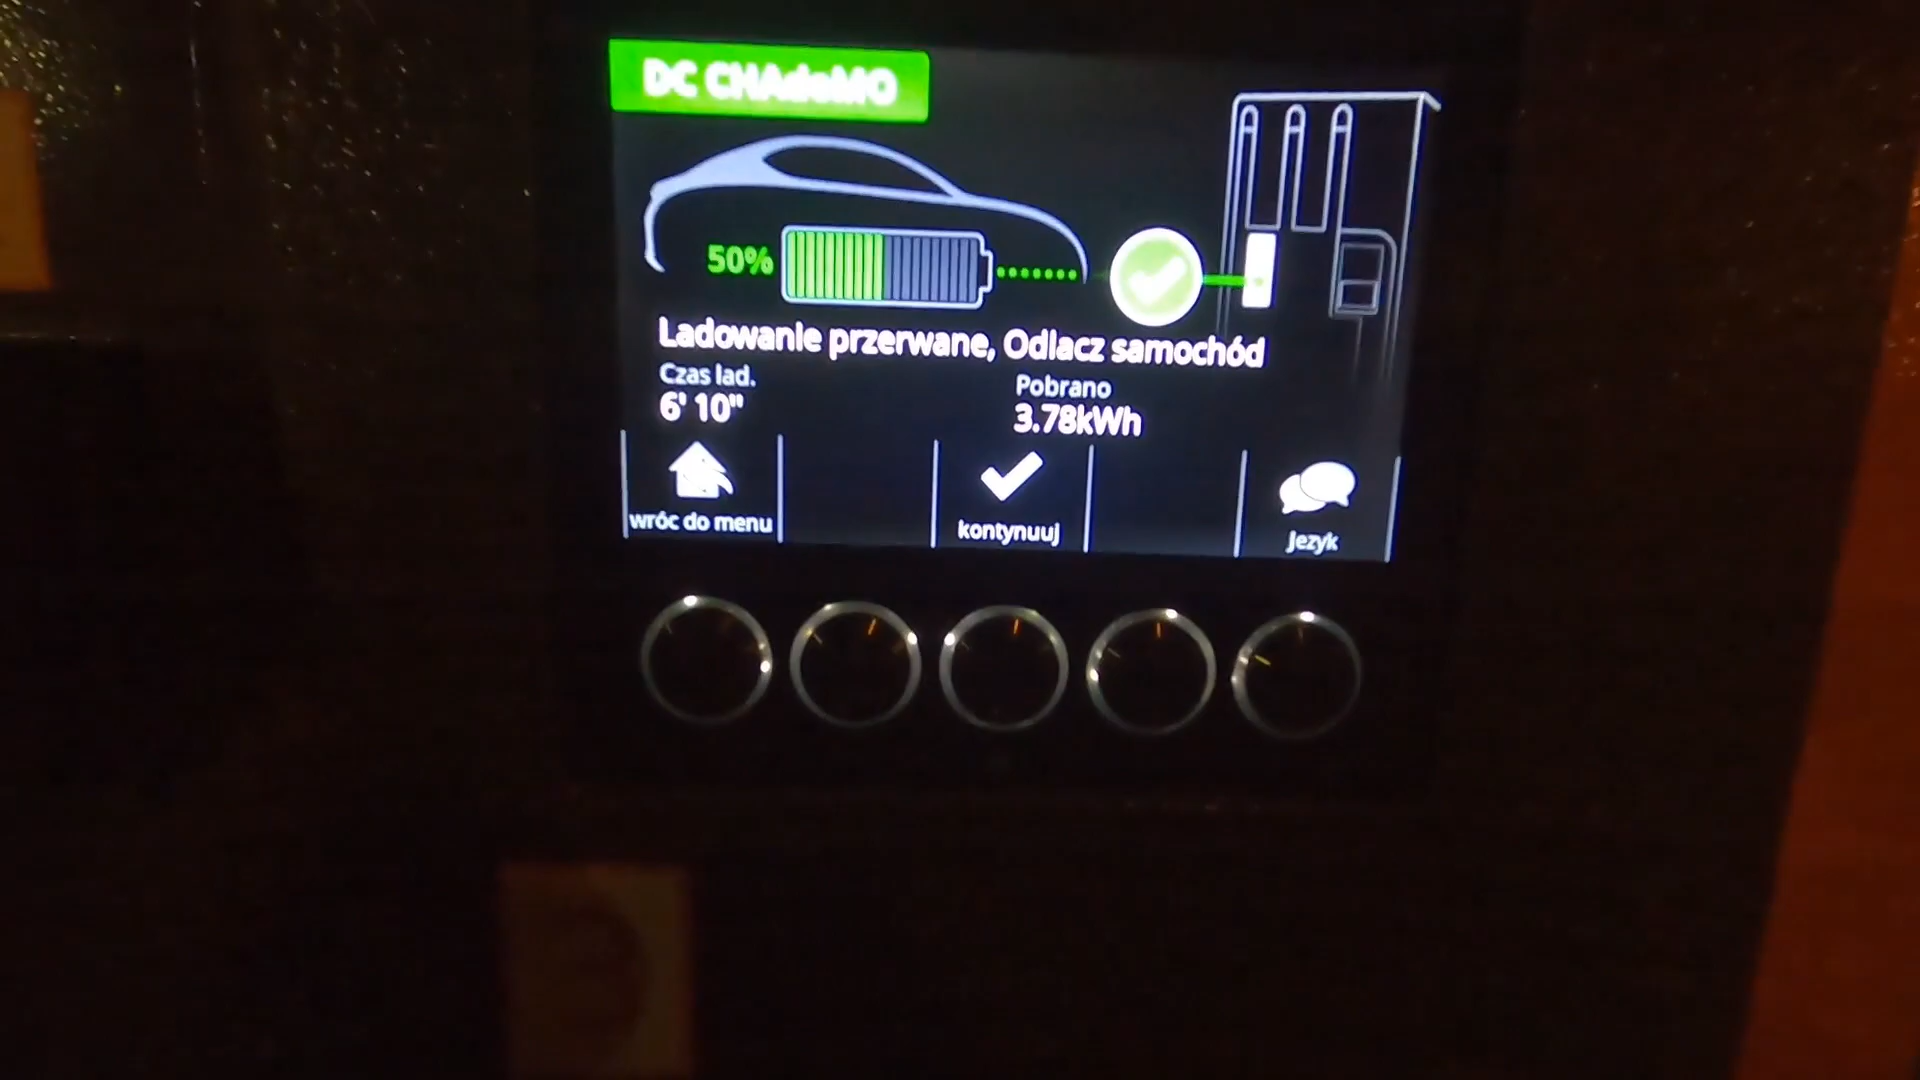 DC CHAdeMO
50%
Ladowanie przerwane, Odlacz samochód
Czas lad.
6' 10"
Pobrano
3.78kWh
wróc do menu
kontynuuj
Jezyk